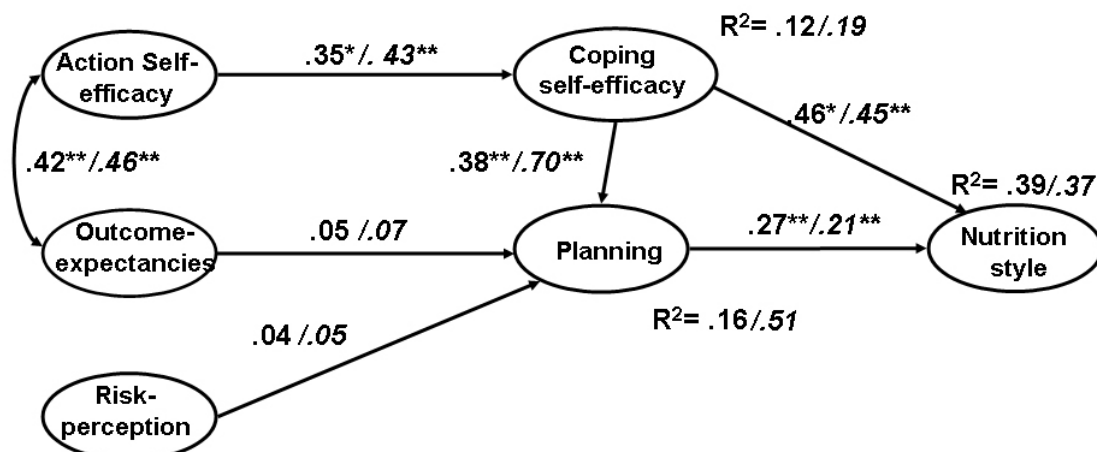 R²= .12/.19
Action Self-
efficacy
.35*/. 43**
Coping
self-efficacy
.46*/.45**
.42**/.46**
.38**/.70**
R²= .39/.37
Outcome-
expectancies
.05 /.07
Planning
.27**/.21**
Nutrition
style
R²= .16/.51
.04 /.05
Risk-
perception